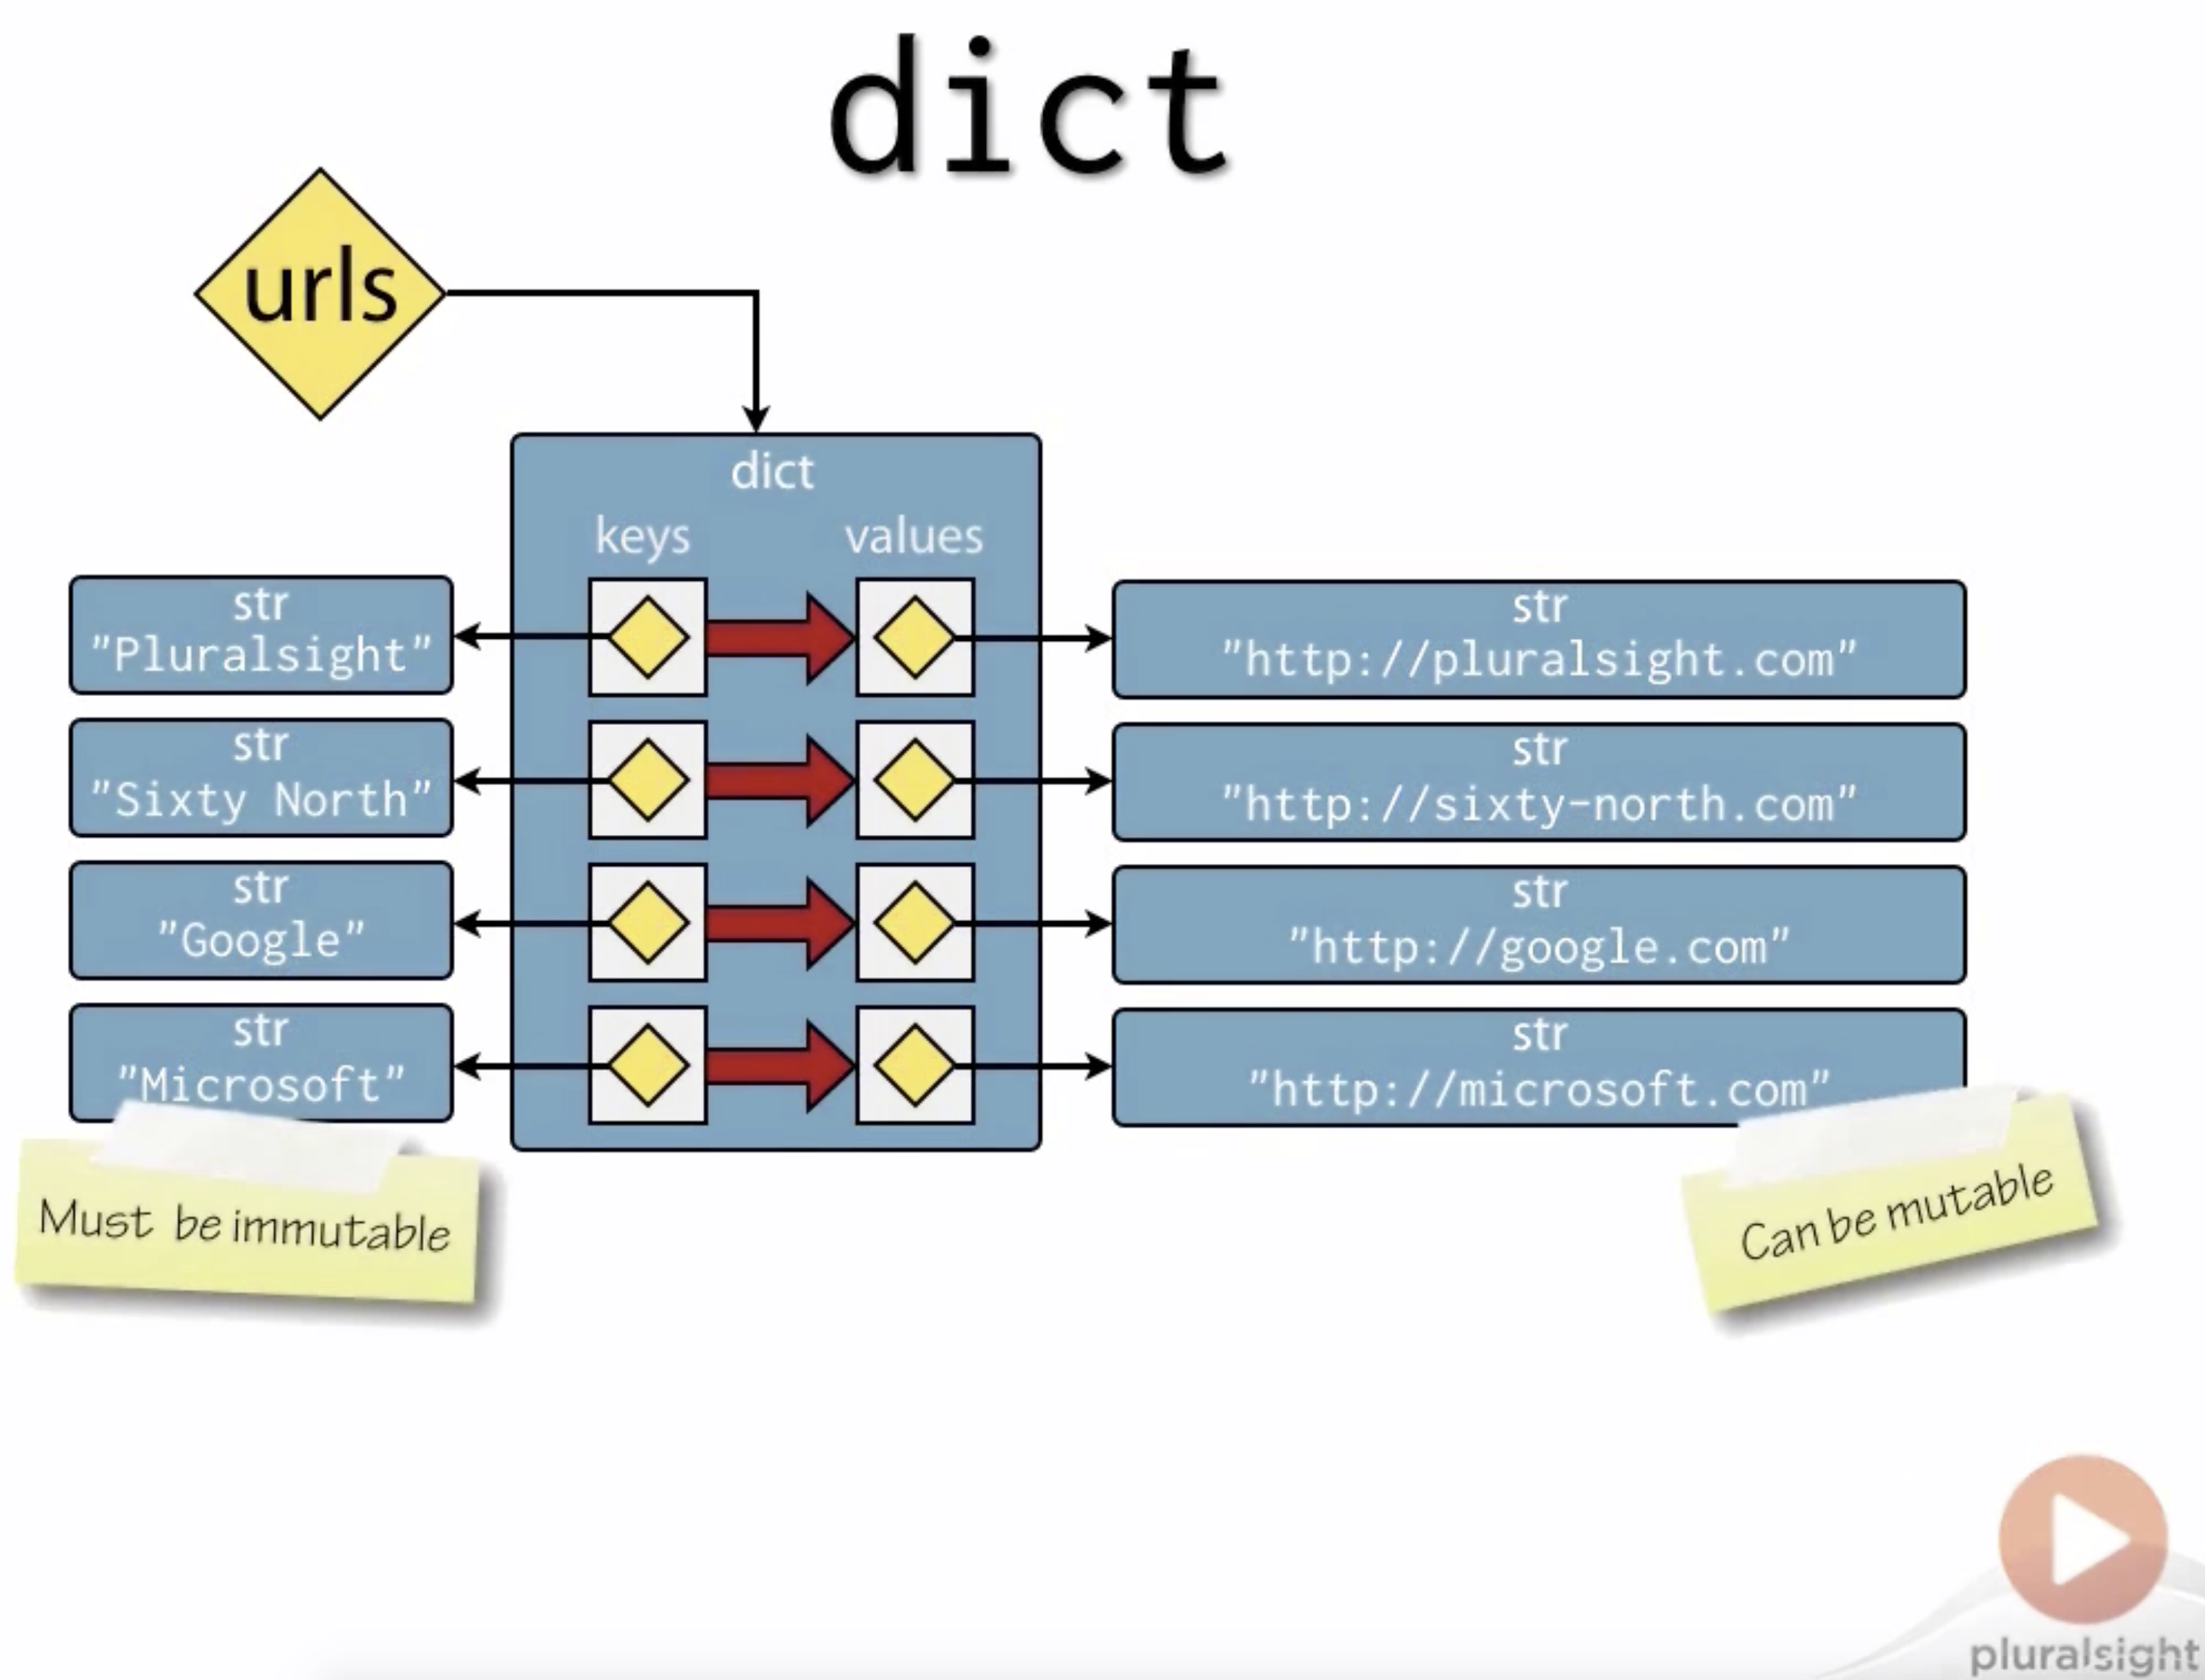 dict
urls
dict
keys values
str
"Pluralsight"
str
"http://pluralsight.com"
str
"Sixty North"
str
"http://sixty-north.com"
str
"Google"
str
"http://google.com"
str
"Microsoft"
str
"http://microsoft.com"
Must be immutable
Can be mutable
pluralsight